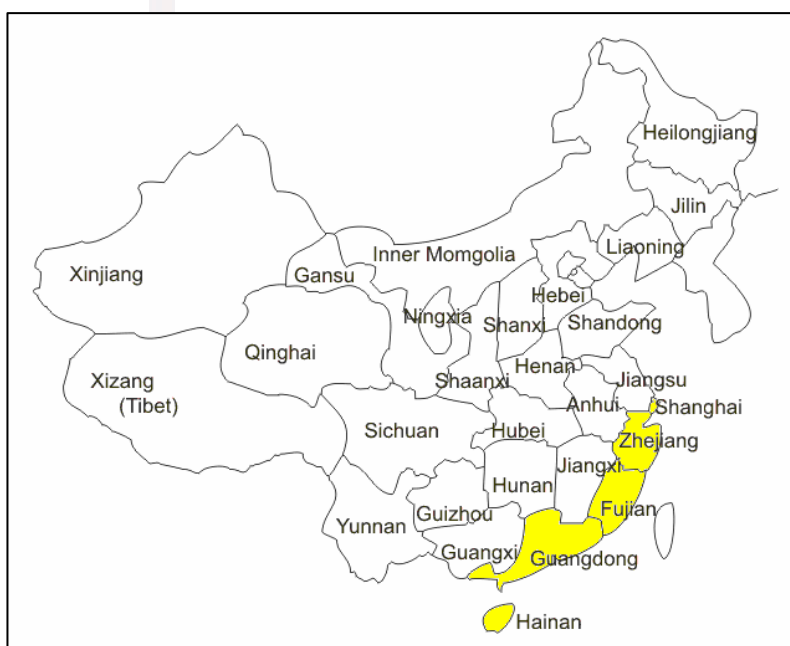 Heilongjiang
Jilin
Liaoning
Inner Momgolia
Xinjiang
Gansu
Hebei
Ningxia
Shanxi
Shandong
Qinghai
Henan
Xizang
(Tibet)
Shaanxi
Jiangsu
Anhui
Shanghai
Sichuan
Hubei
Zhejiang
Jiangxi
Hunan
Fujian
Guizhou
Yunnan
Guangxi
Guangdong
Hainan